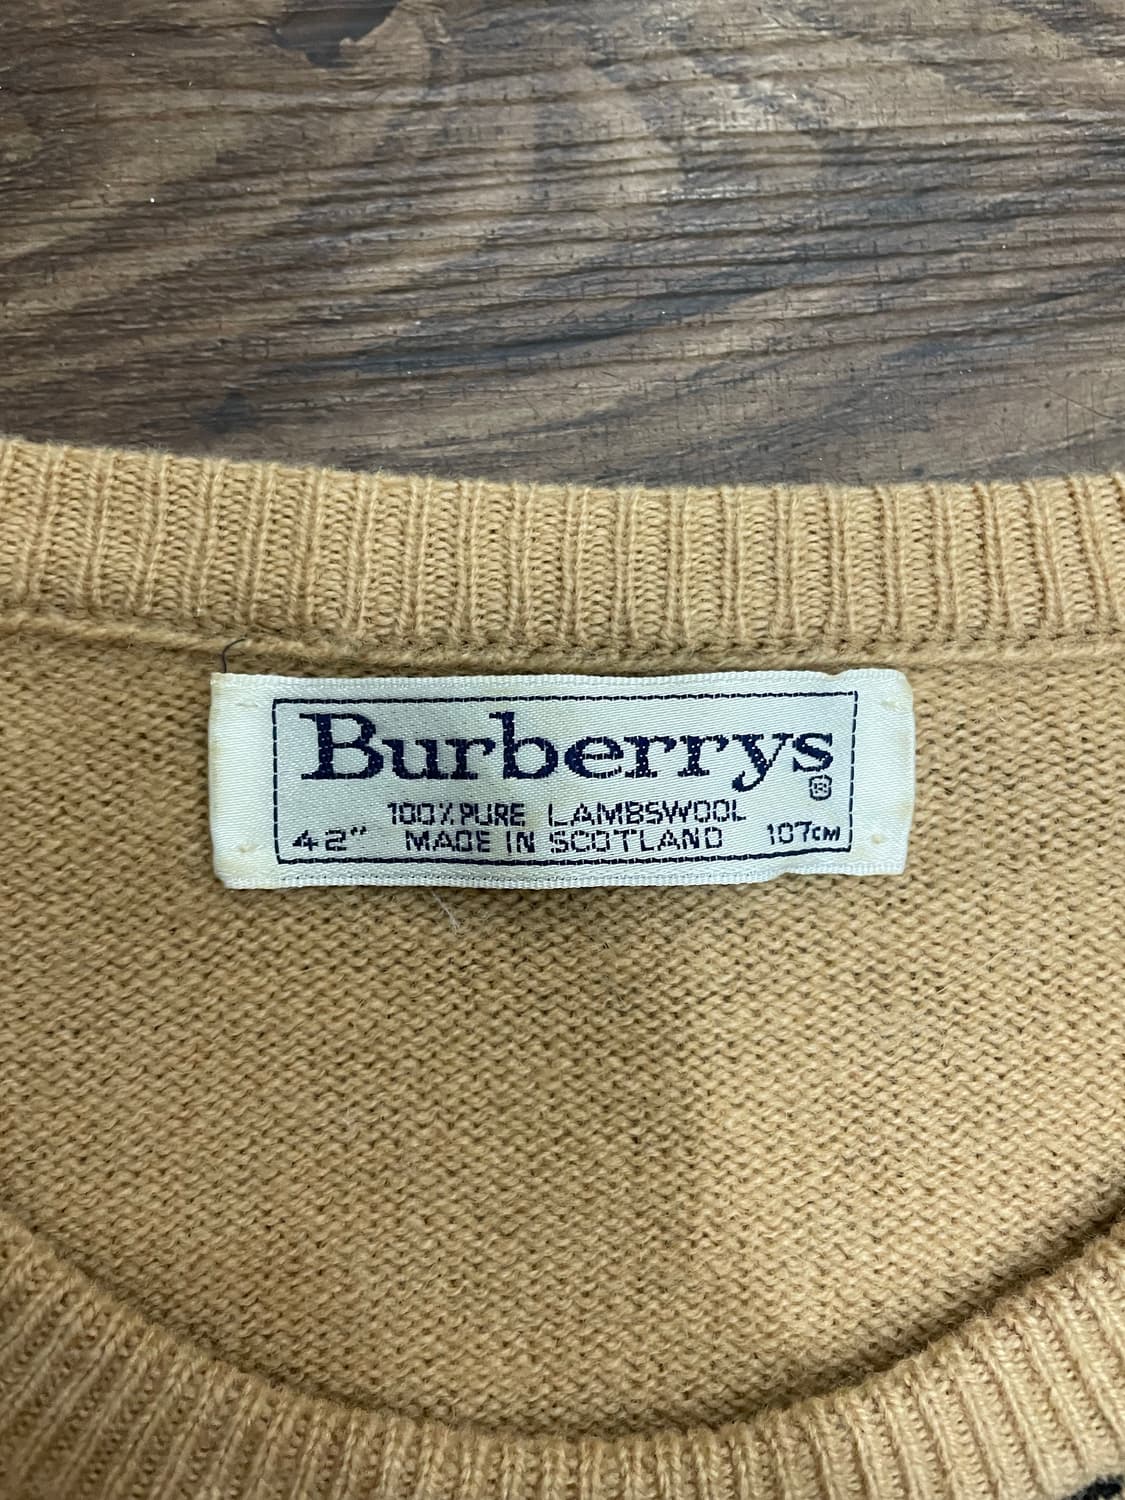 Burberrys
®
100% PURE LAMBSWOOL
42" MADE IN SCOTLAND 107CM